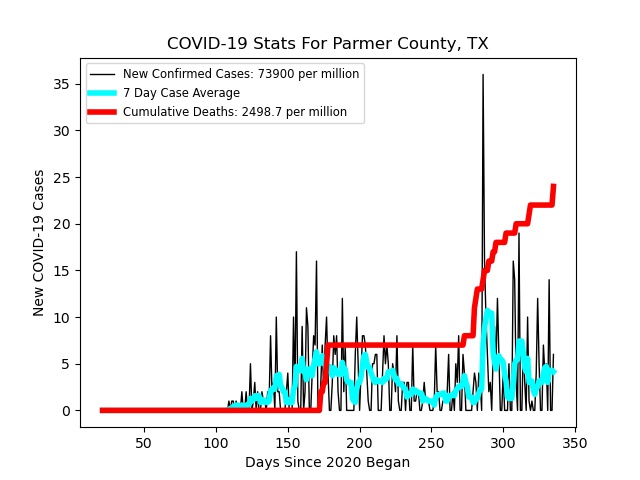 COVID-19 Stats For Parmer County, TX
New Confirmed Cases: 73900 per million
7 Day Case Average
Cumulative Deaths: 2498.7 per million
New COVID-19 Cases
35
30
25
20
15
10
5
0
50
100
150
200
250
300
350
Days Since 2020 Began